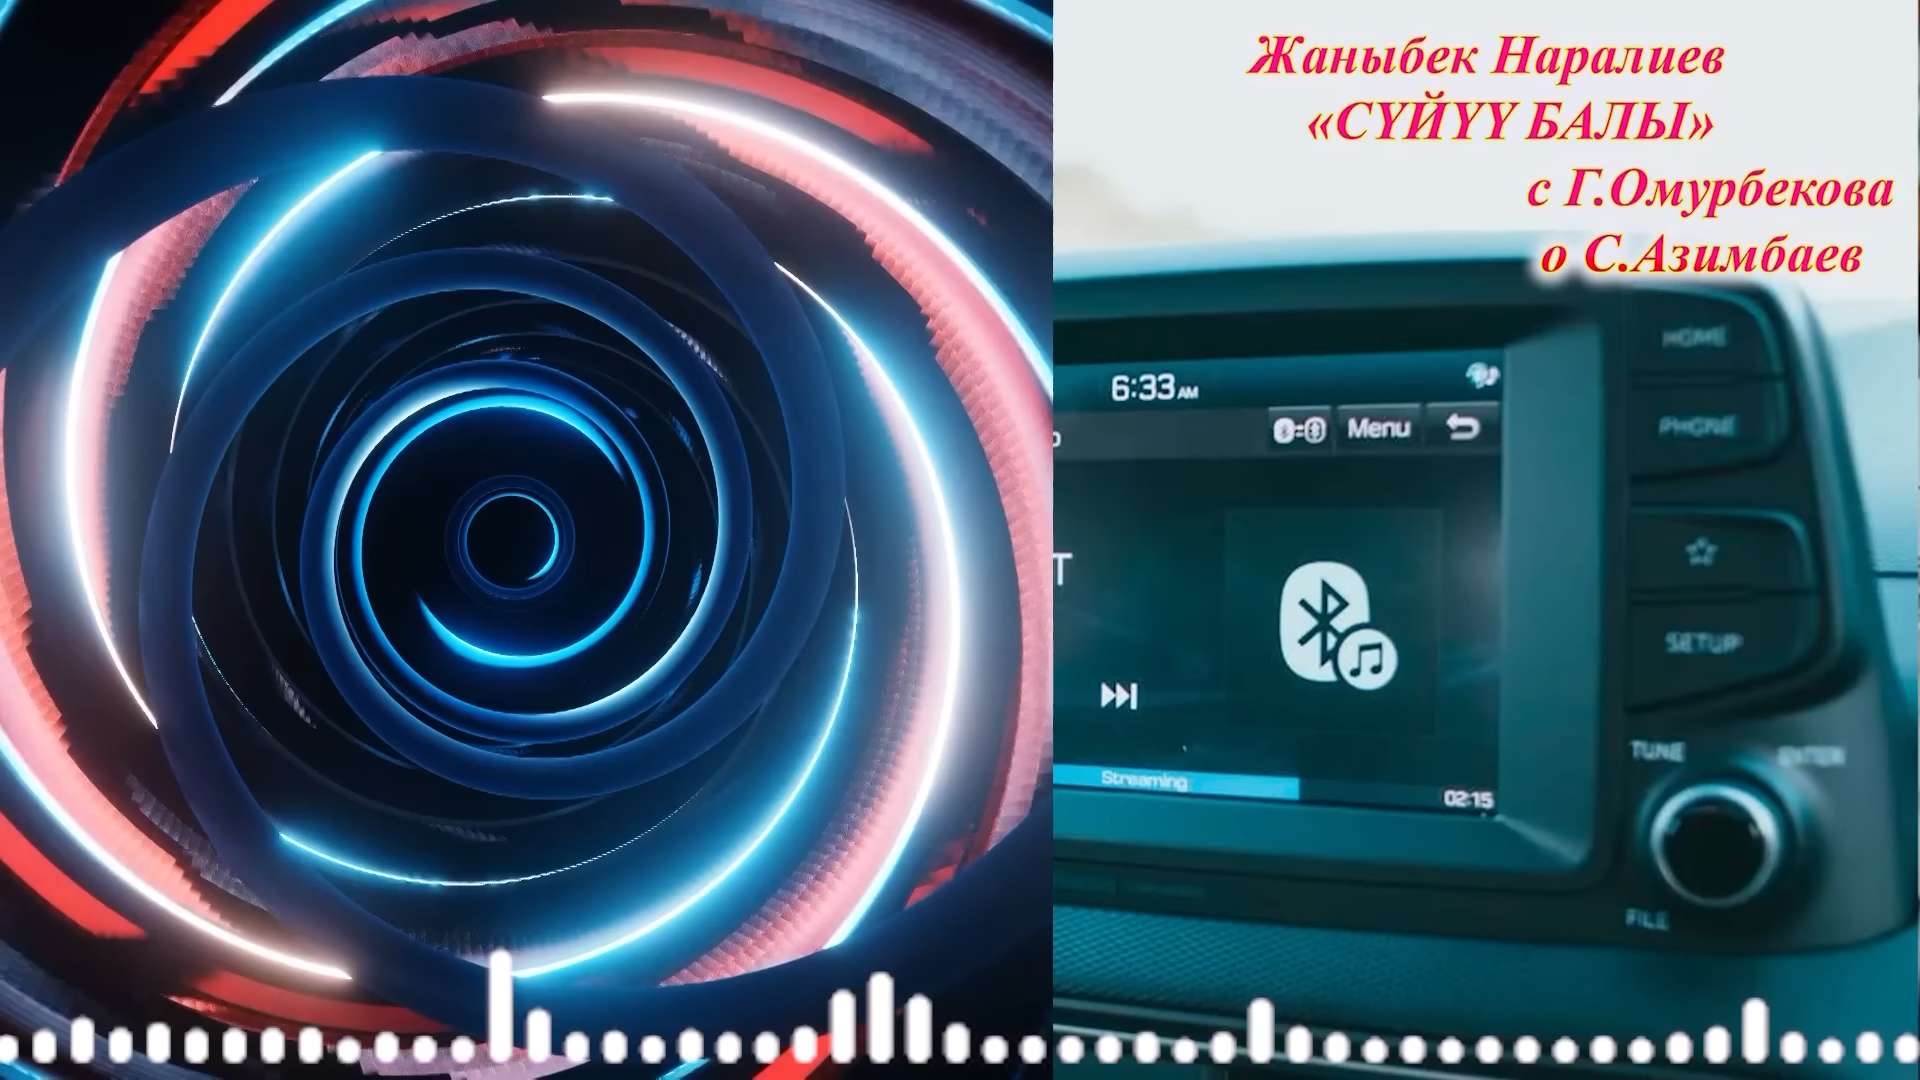 Жаныбек Наралиев
«СҮЙҮҮ БАЛЫ»
с Г.Омурбекова
о С.Азимбаев
HOME
6:33 AM
PHONE
Menu
T
SETUP
TUNE ENTER
Streaming
02:15
FILE